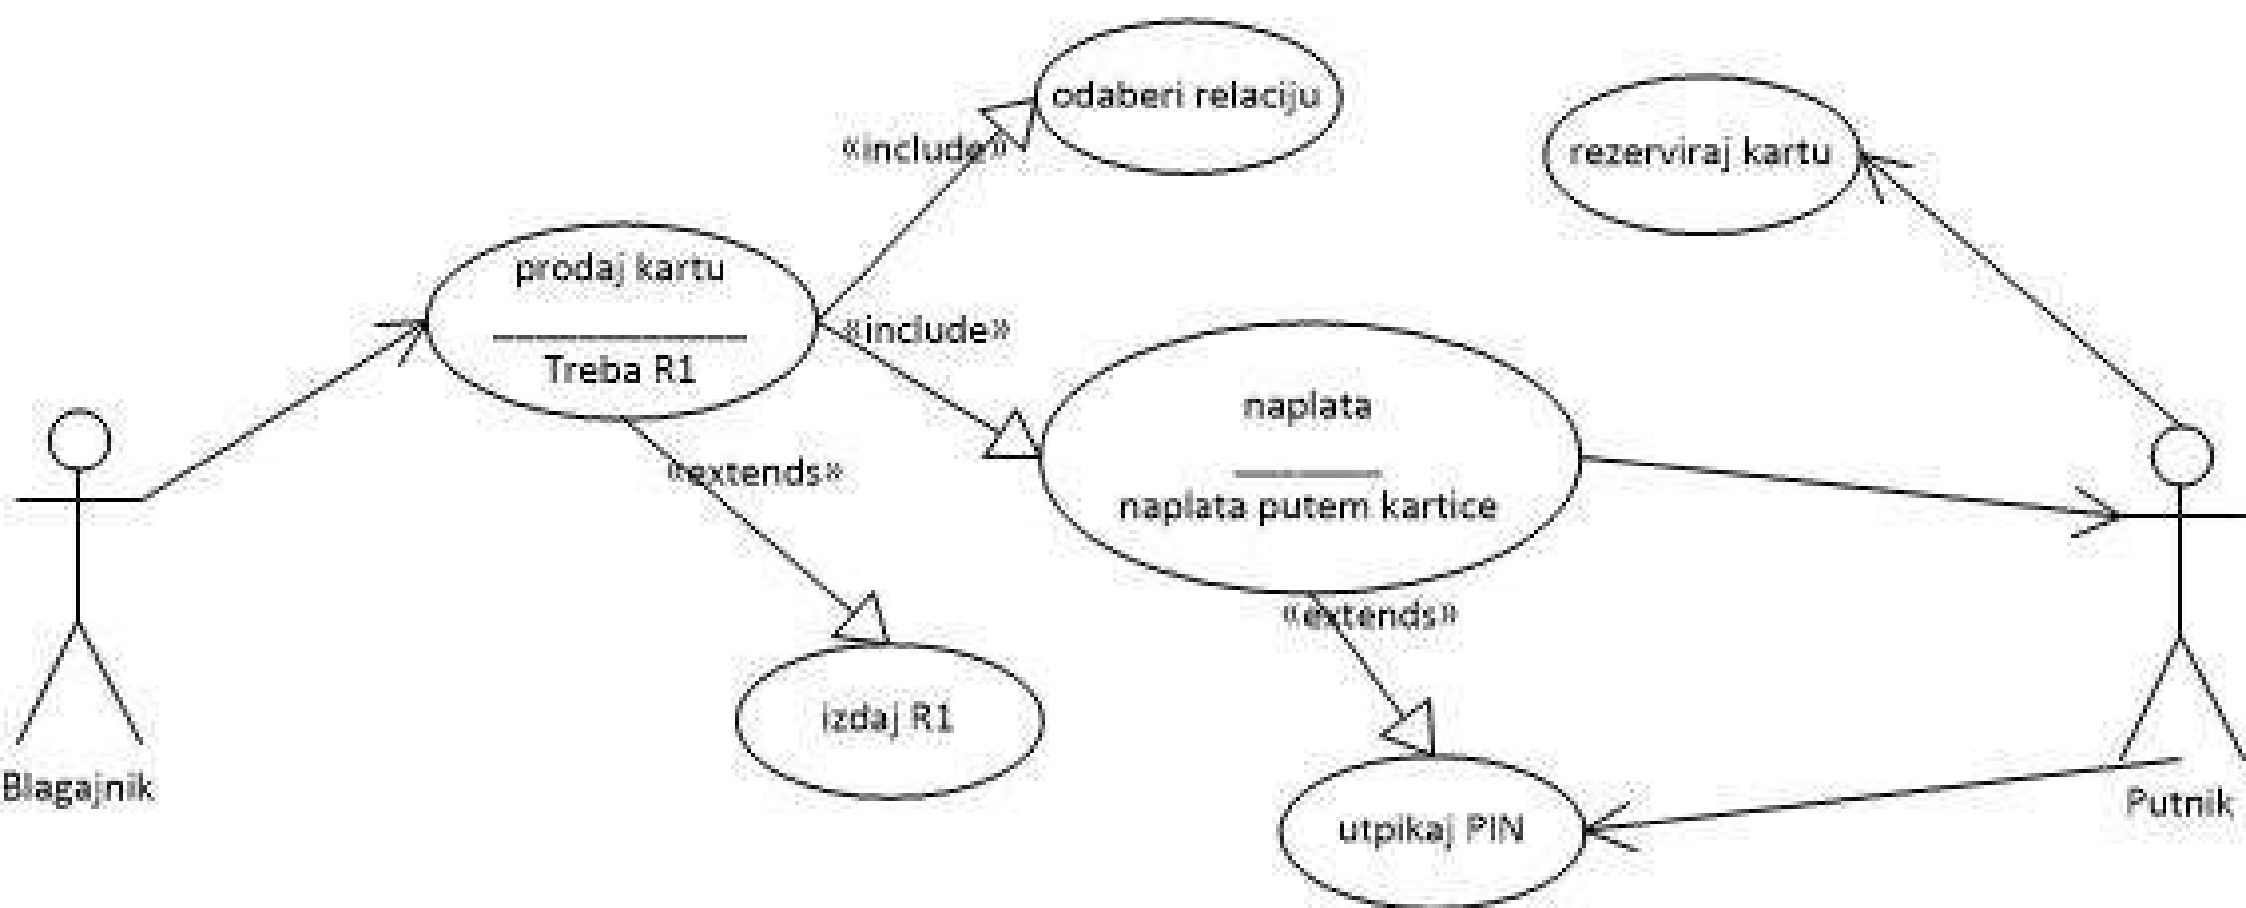 odaberi relaciju
«include»
rezerviraj kartu
prodaj kartu
Treba R1
«include»
naplata
naplata putem kartice
«extends»
«extends»
izdaj R1
Blagajnik
utpikaj PIN
Putnik